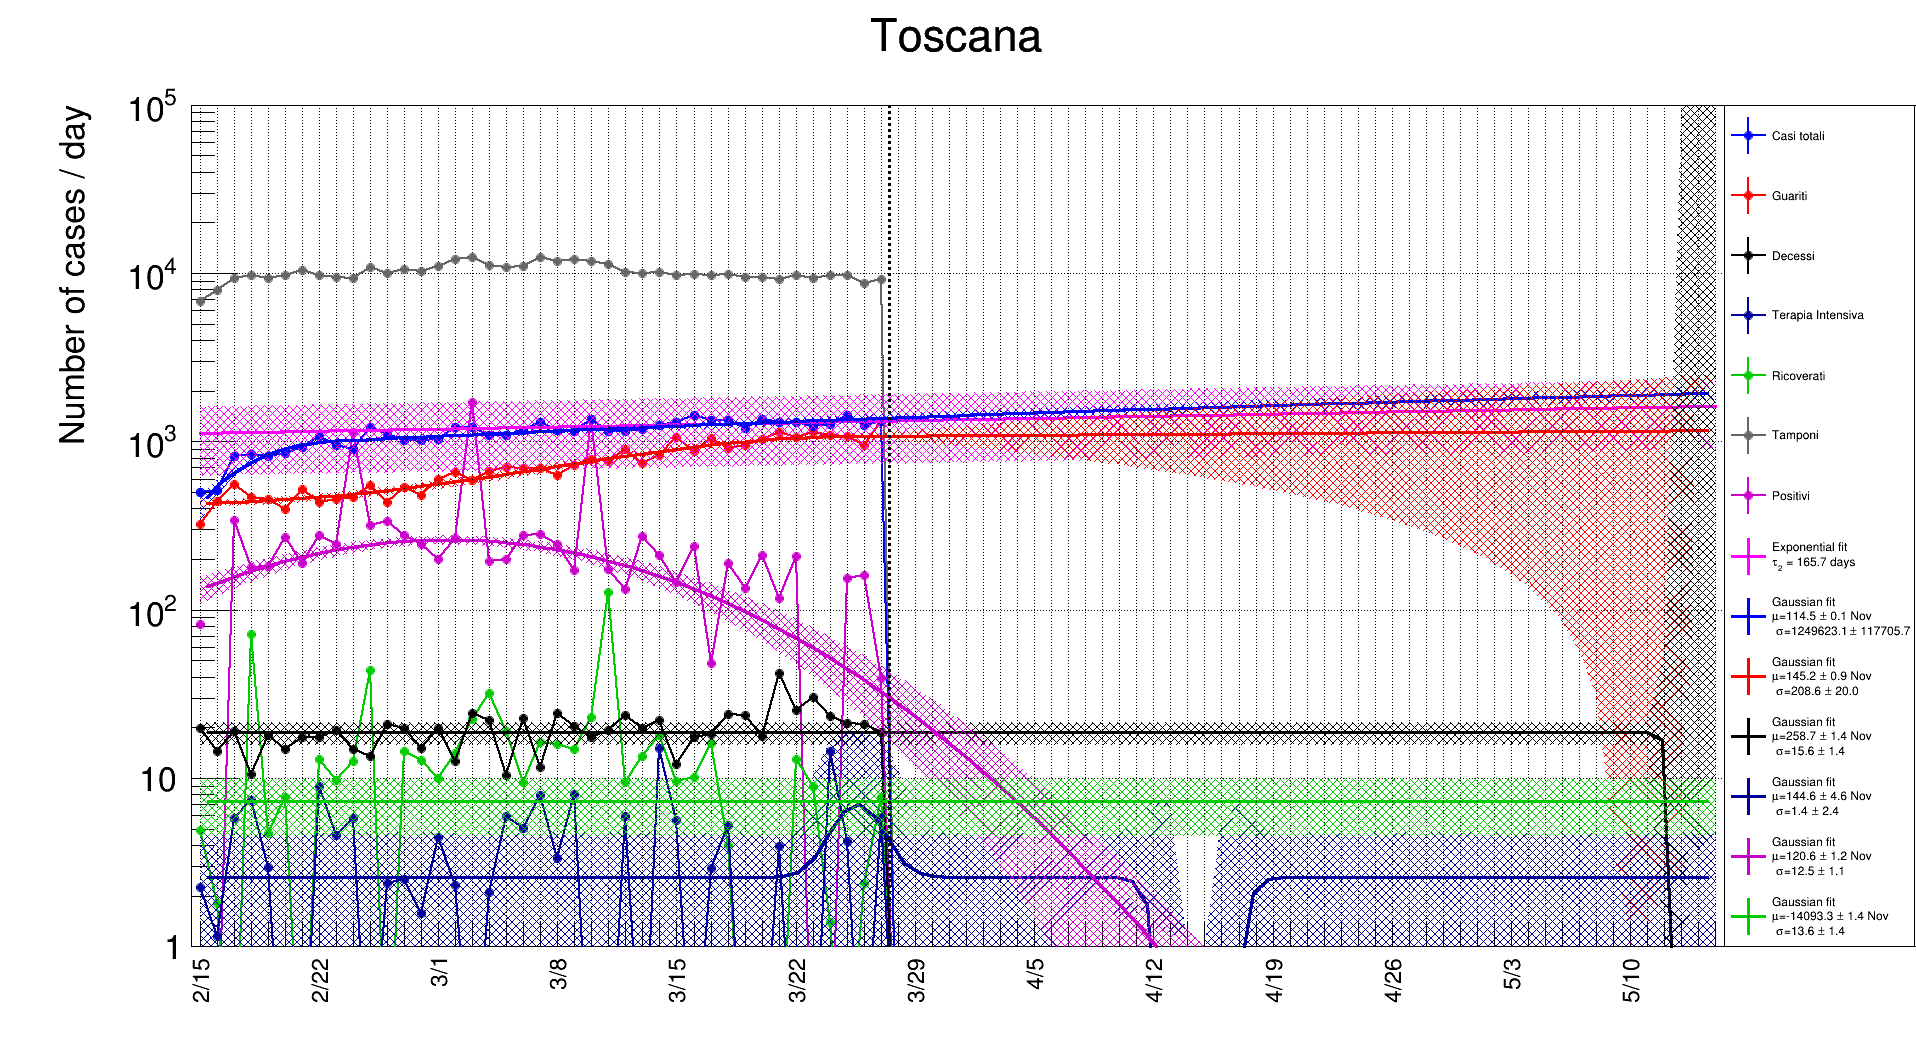 Toscana
Number of cases / day
10^5
10^4
10^3
10^2
10
1
2/15
2/22
3/1
3/8
3/15
3/22
3/29
4/5
4/12
4/19
4/26
5/3
5/10
Casi totali
Guariti
Decessi
Terapia Intensiva
Ricoverati
Tamponi
Positivi
Exponential fit
τ_2 = 165.7 days
Gaussian fit
μ=114.5 ± 0.1 Nov
σ=1249623.1 ± 117705.7
Gaussian fit
μ=145.2 ± 0.9 Nov
σ=208.6 ± 20.0
Gaussian fit
μ=258.7 ± 1.4 Nov
σ=15.6 ± 1.4
Gaussian fit
μ=144.6 ± 4.6 Nov
σ=1.4 ± 2.4
Gaussian fit
μ=120.6 ± 1.2 Nov
σ=12.5 ± 1.1
Gaussian fit
μ=-14093.3 ± 1.4 Nov
σ=13.6 ± 1.4